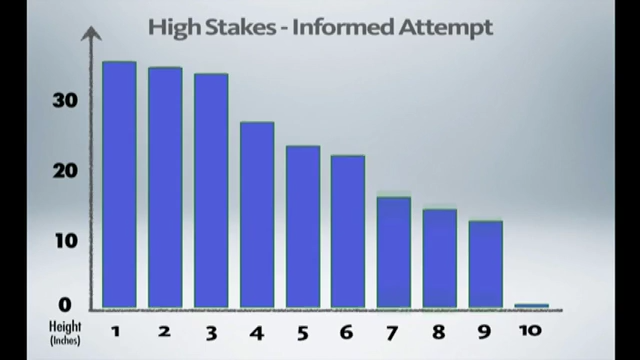 High Stakes - Informed Attempt
30
20
10
0
Height
(Inches)
1 2 3 4 5 6 7 8 9 10